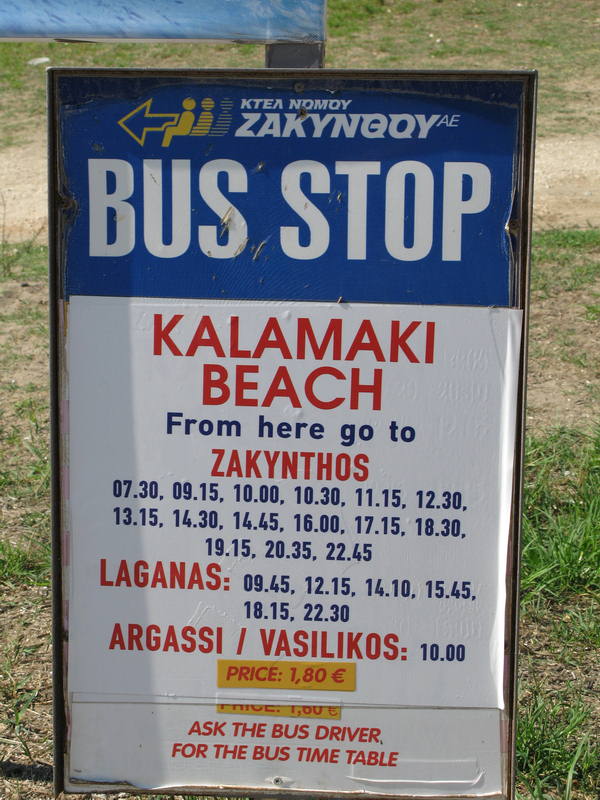 ΚΤΕΛ ΝΟΜΟΥ
ΖΑΚΥΝΘΟΥ ΑΕ
BUS STOP
KALAMAKI
BEACH
From here go to
ZAKYNTHOS
07.30, 09.15, 10.00, 10.30, 11.15, 12.30,
13.15, 14.30, 14.45, 16.00, 17.15, 18.30,
19.15, 20.35, 22.45
LAGANAS: 09.45, 12.15, 14.10, 15.45,
18.15, 22.30
ARGASSI / VASILIKOS: 10.00
PRICE: 1,80 €
PRICE: 1,60 €
ASK THE BUS DRIVER,
FOR THE BUS TIME TABLE